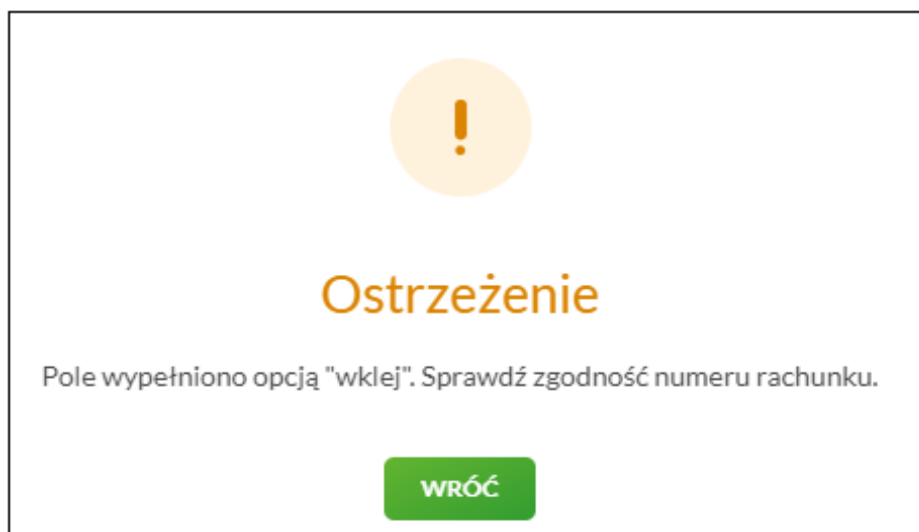 Ostrzeżenie
Pole wypełniono opcją "wklej". Sprawdź zgodność numeru rachunku.
WRÓĆ